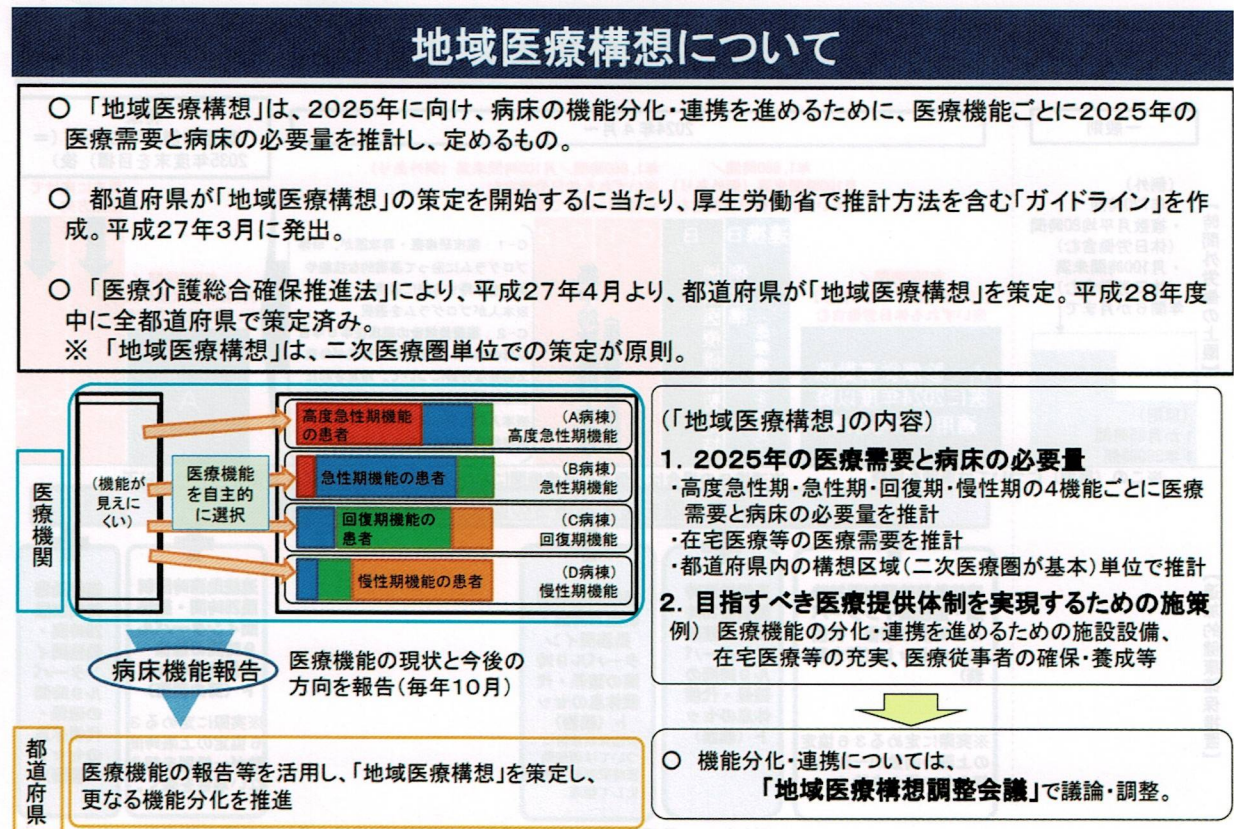 地域医療構想について
○ 「地域医療構想」は、2025年に向け、病床の機能分化・連携を進めるために、医療機能ごとに2025年の
医療需要と病床の必要量を推計し、定めるもの。
○ 都道府県が「地域医療構想」の策定を開始するに当たり、厚生労働省で推計方法を含む「ガイドライン」を作
成。平成27年3月に発出。
○ 「医療介護総合確保推進法」により、平成27年4月より、都道府県が「地域医療構想」を策定。平成28年度
中に全都道府県で策定済み。
※ 「地域医療構想」は、二次医療圏単位での策定が原則。
医療機関
(機能が
見えに
くい)
医療機能
を自主的
に選択
高度急性期機能
の患者
(A病棟)
高度急性期機能
急性期機能の患者
(B病棟)
急性期機能
回復期機能の
患者
(C病棟)
回復期機能
慢性期機能の患者
(D病棟)
慢性期機能
病床機能報告
医療機能の現状と今後の
方向を報告(毎年10月)
都道府県
医療機能の報告等を活用し、「地域医療構想」を策定し、
更なる機能分化を推進
(「地域医療構想」の内容)
1. 2025年の医療需要と病床の必要量
・高度急性期・急性期・回復期・慢性期の4機能ごとに医療
需要と病床の必要量を推計
・在宅医療等の医療需要を推計
・都道府県内の構想区域(二次医療圏が基本)単位で推計
2. 目指すべき医療提供体制を実現するための施策
例) 医療機能の分化・連携を進めるための施設設備、
在宅医療等の充実、医療従事者の確保・養成等
○ 機能分化・連携については、
「地域医療構想調整会議」で議論・調整。